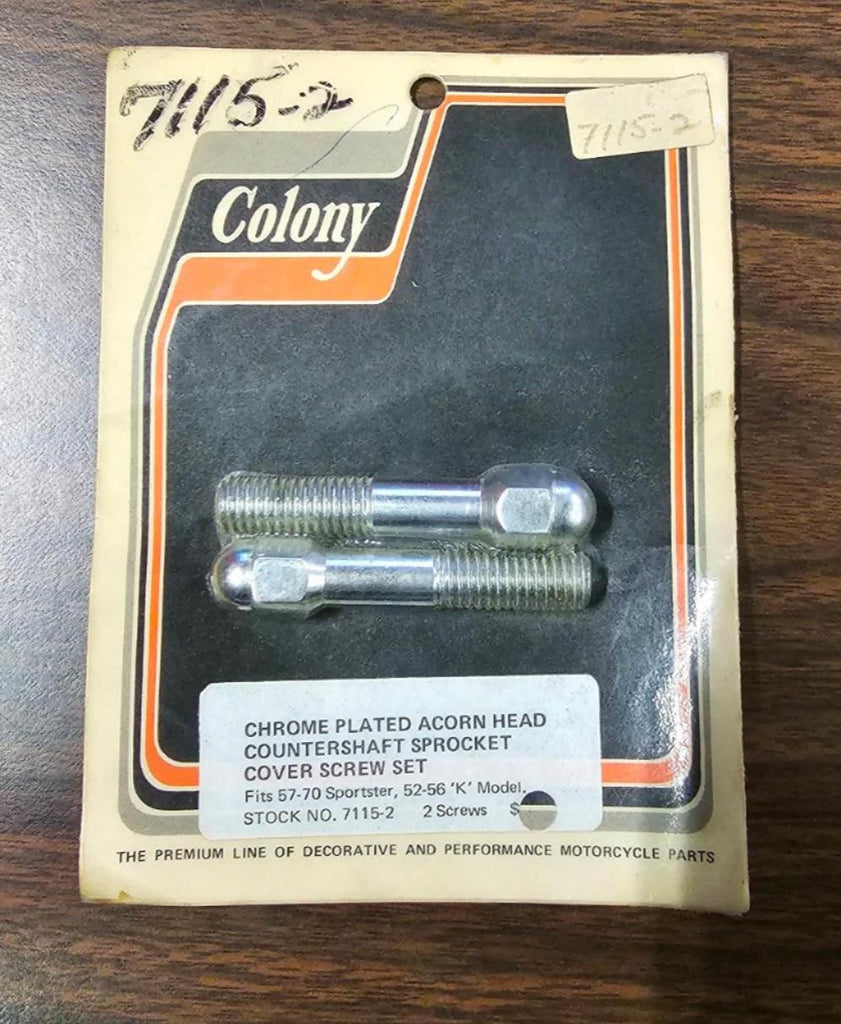 7115-2
7115-2
Colony
CHROME PLATED ACORN HEAD
COUNTERSHAFT SPROCKET
COVER SCREW SET
Fits 57-70 Sportster, 52-56 'K' Model.
STOCK NO. 7115-2 2 Screws $
THE PREMIUM LINE OF DECORATIVE AND PERFORMANCE MOTORCYCLE PARTS